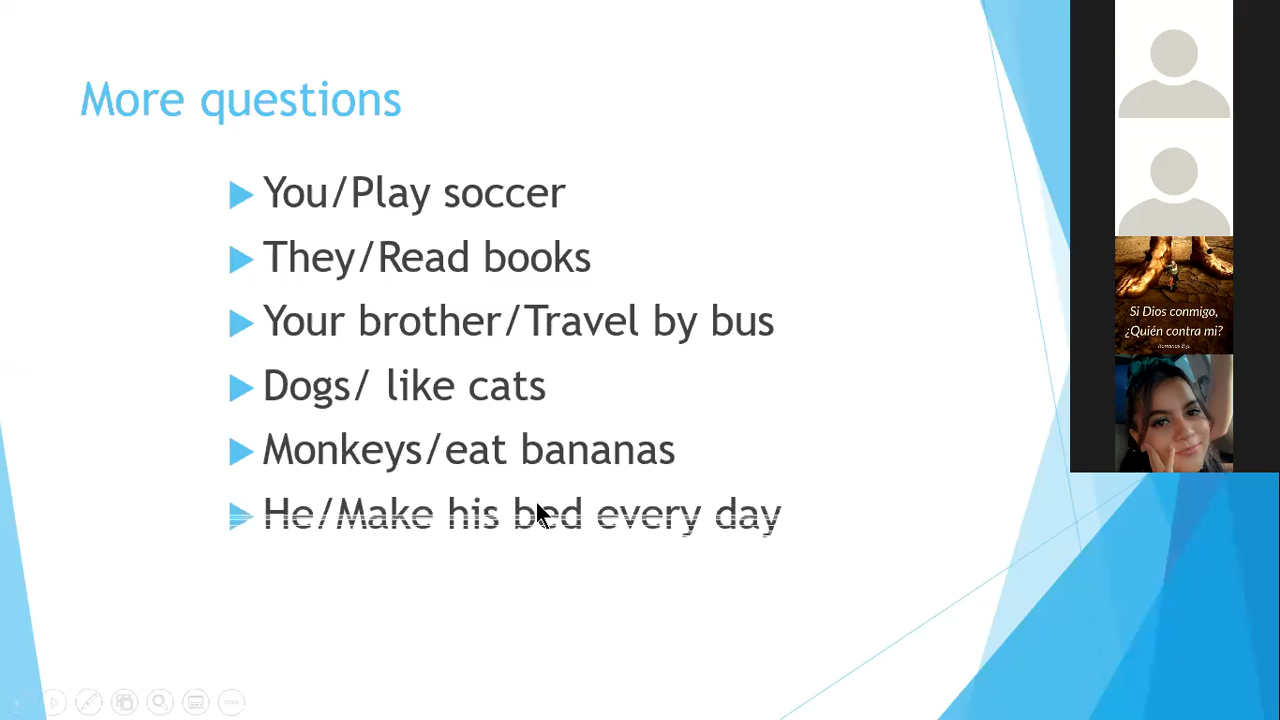 More questions
You/Play soccer
They/Read books
Your brother/Travel by bus
Dogs/ like cats
Monkeys/eat bananas
He/Make his bed every day
Si Dios conmigo,
¿Quién contra mi?